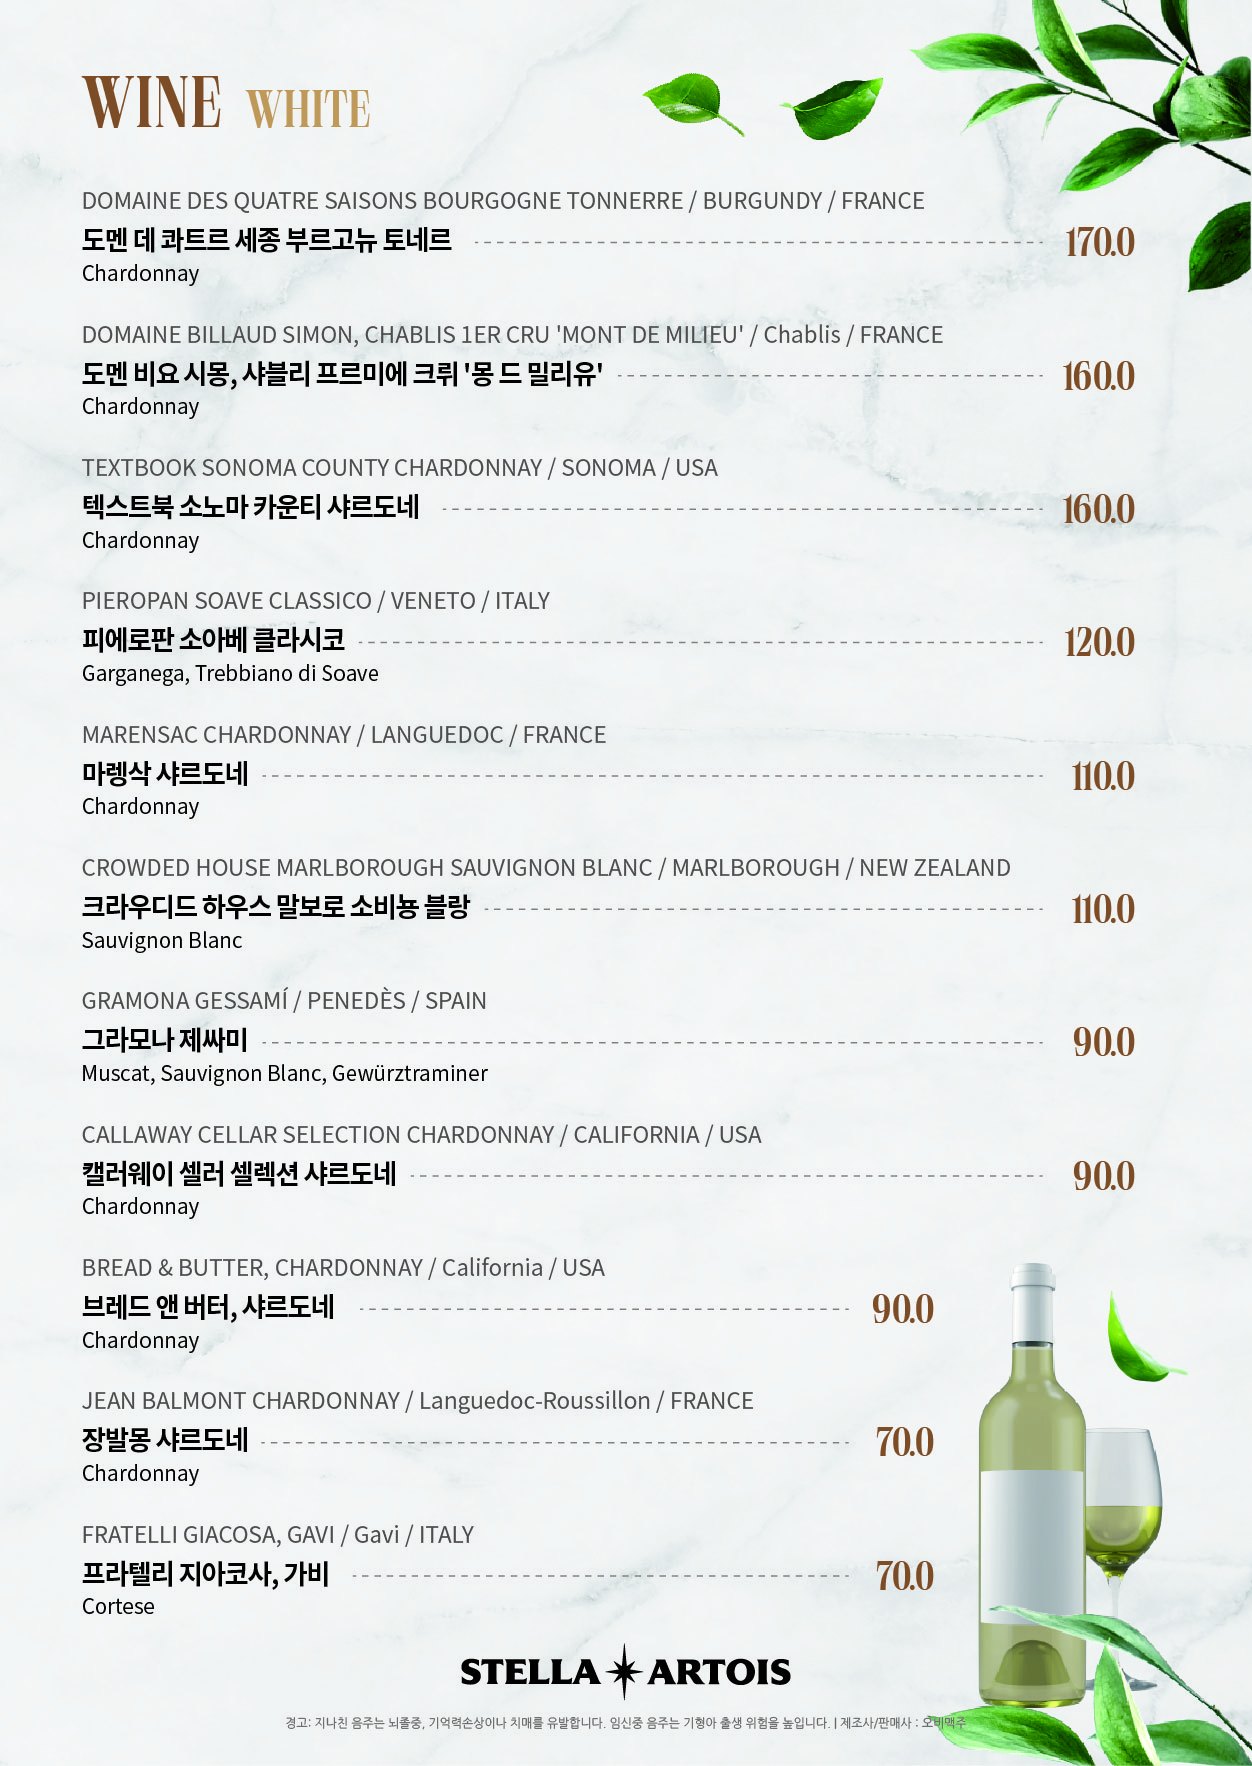 WINE WHITE
DOMAINE DES QUATRE SAISONS BOURGOGNE TONNERRE / BURGUNDY / FRANCE
도멘 데 콰트르 세종 부르고뉴 토네르 170.0
Chardonnay
DOMAINE BILLAUD SIMON, CHABLIS 1ER CRU 'MONT DE MILIEU' / Chablis / FRANCE
도멘 비요 시몽, 샤블리 프르미에 크뤼 '몽 드 밀리유' 160.0
Chardonnay
TEXTBOOK SONOMA COUNTY CHARDONNAY / SONOMA / USA
텍스트북 소노마 카운티 샤르도네 160.0
Chardonnay
PIEROPAN SOAVE CLASSICO / VENETO / ITALY
피에로판 소아베 클라시코 120.0
Garganega, Trebbiano di Soave
MARENSAC CHARDONNAY / LANGUEDOC / FRANCE
마렝삭 샤르도네 110.0
Chardonnay
CROWDED HOUSE MARLBOROUGH SAUVIGNON BLANC / MARLBOROUGH / NEW ZEALAND
크라우디드 하우스 말보로 소비뇽 블랑 110.0
Sauvignon Blanc
GRAMONA GESSAMÍ / PENEDÈS / SPAIN
그라모나 제싸미 90.0
Muscat, Sauvignon Blanc, Gewürztraminer
CALLAWAY CELLAR SELECTION CHARDONNAY / CALIFORNIA / USA
캘러웨이 셀러 셀렉션 샤르도네 90.0
Chardonnay
BREAD & BUTTER, CHARDONNAY / California / USA
브레드 앤 버터, 샤르도네 90.0
Chardonnay
JEAN BALMONT CHARDONNAY / Languedoc-Roussillon / FRANCE
장발몽 샤르도네 70.0
Chardonnay
FRATELLI GIACOSA, GAVI / Gavi / ITALY
프라텔리 지아코사, 가비 70.0
Cortese
STELLA ARTOIS
경고: 지나친 음주는 뇌졸중, 기억력손상이나 치매를 유발합니다. 임신중 음주는 기형아 출생 위험을 높입니다. | 제조사/판매사 : 오비맥주